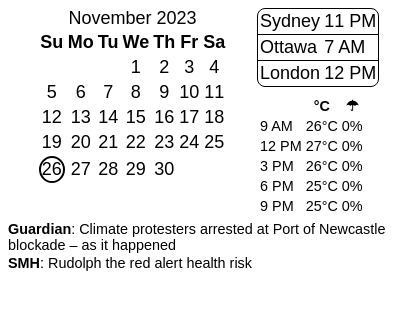 November 2023
Su Mo Tu We Th Fr Sa
1 2 3 4
5 6 7 8 9 10 11
12 13 14 15 16 17 18
19 20 21 22 23 24 25
26 27 28 29 30
Sydney 11 PM
Ottawa 7 AM
London 12 PM
°C ☂
9 AM 26°C 0%
12 PM 27°C 0%
3 PM 26°C 0%
6 PM 25°C 0%
9 PM 25°C 0%
Guardian: Climate protesters arrested at Port of Newcastle
blockade – as it happened
SMH: Rudolph the red alert health risk